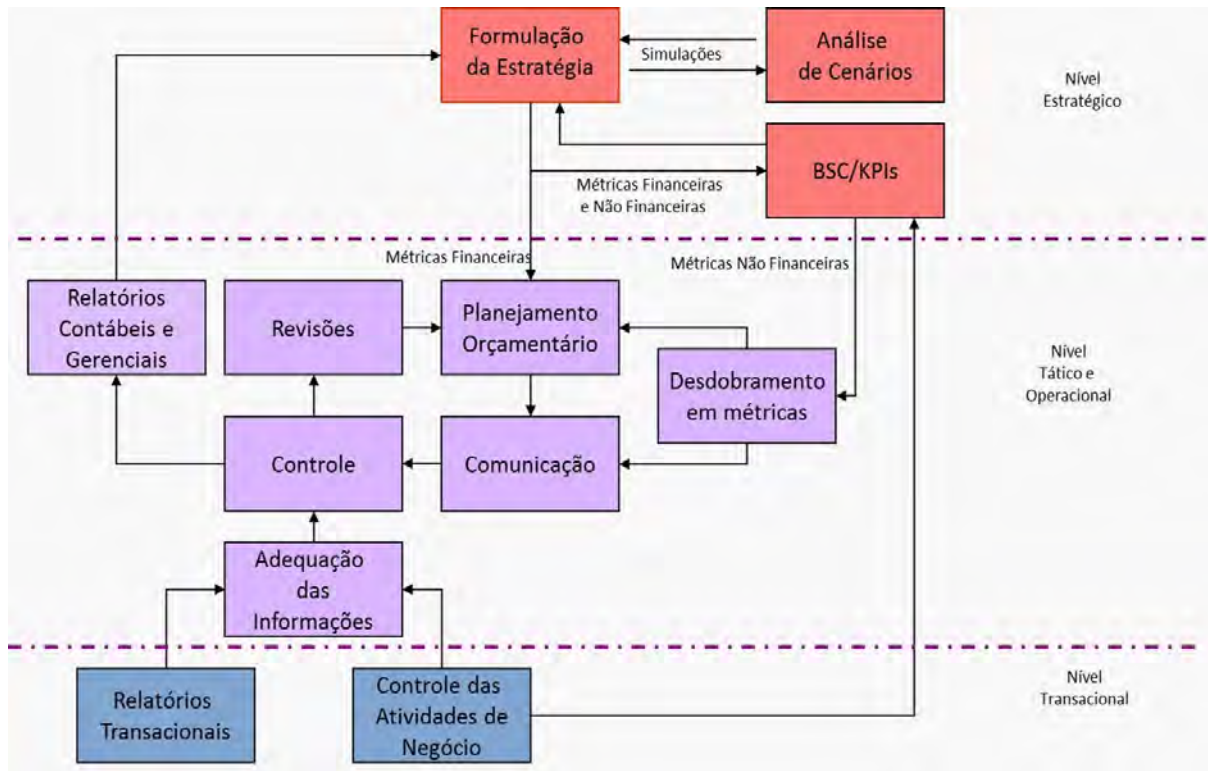 Formulação
da Estratégia
Simulações
Análise
de Cenários
Nível
Estratégico
BSC/KPIs
Métricas Financeiras
e Não Financeiras
Métricas Financeiras
Métricas Não Financeiras
Relatórios
Contábeis e
Gerenciais
Revisões
Planejamento
Orçamentário
Desdobramento
em métricas
Nível
Tático e
Operacional
Controle
Comunicação
Adequação
das
Informações
Relatórios
Transacionais
Controle das
Atividades de
Negócio
Nível
Transacional